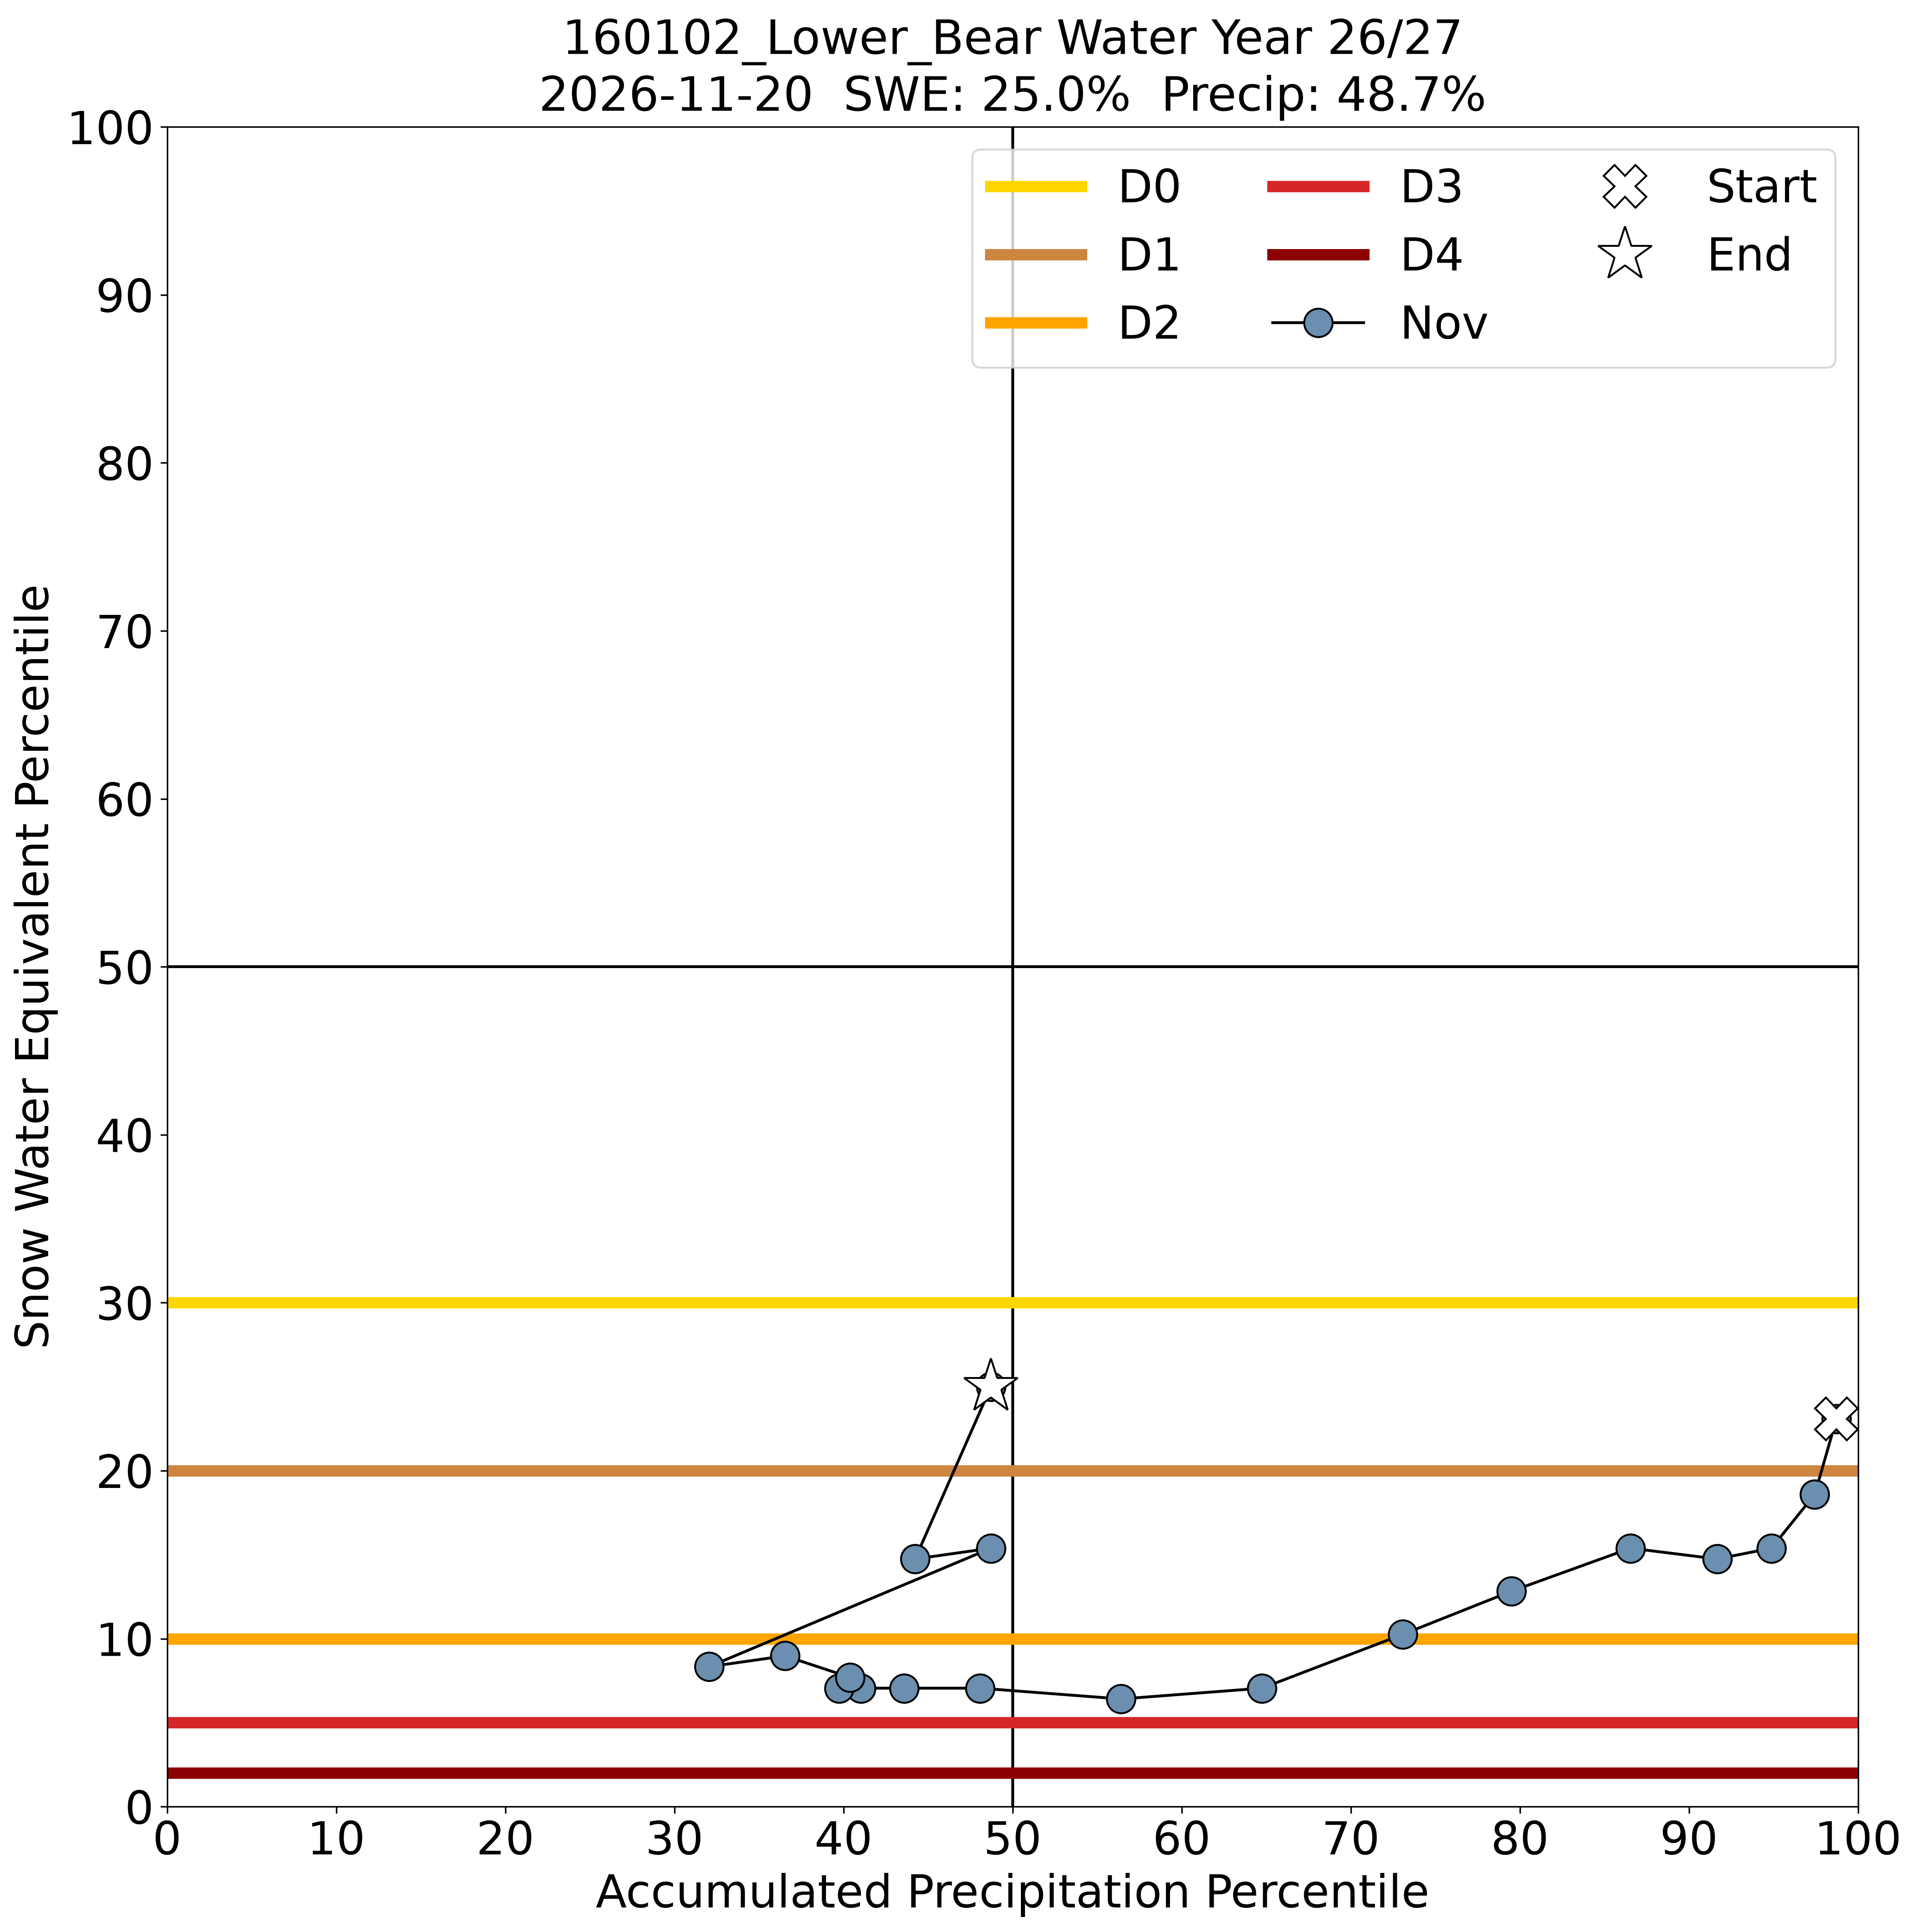 160102_Lower_Bear Water Year 26/27
2026-11-20 SWE: 25.0% Precip: 48.7%
D0
D1
D2
D3
D4
Nov
Start
End
Snow Water Equivalent Percentile
100
90
80
70
60
50
40
30
20
10
0
0 10 20 30 40 50 60 70 80 90 100
Accumulated Precipitation Percentile